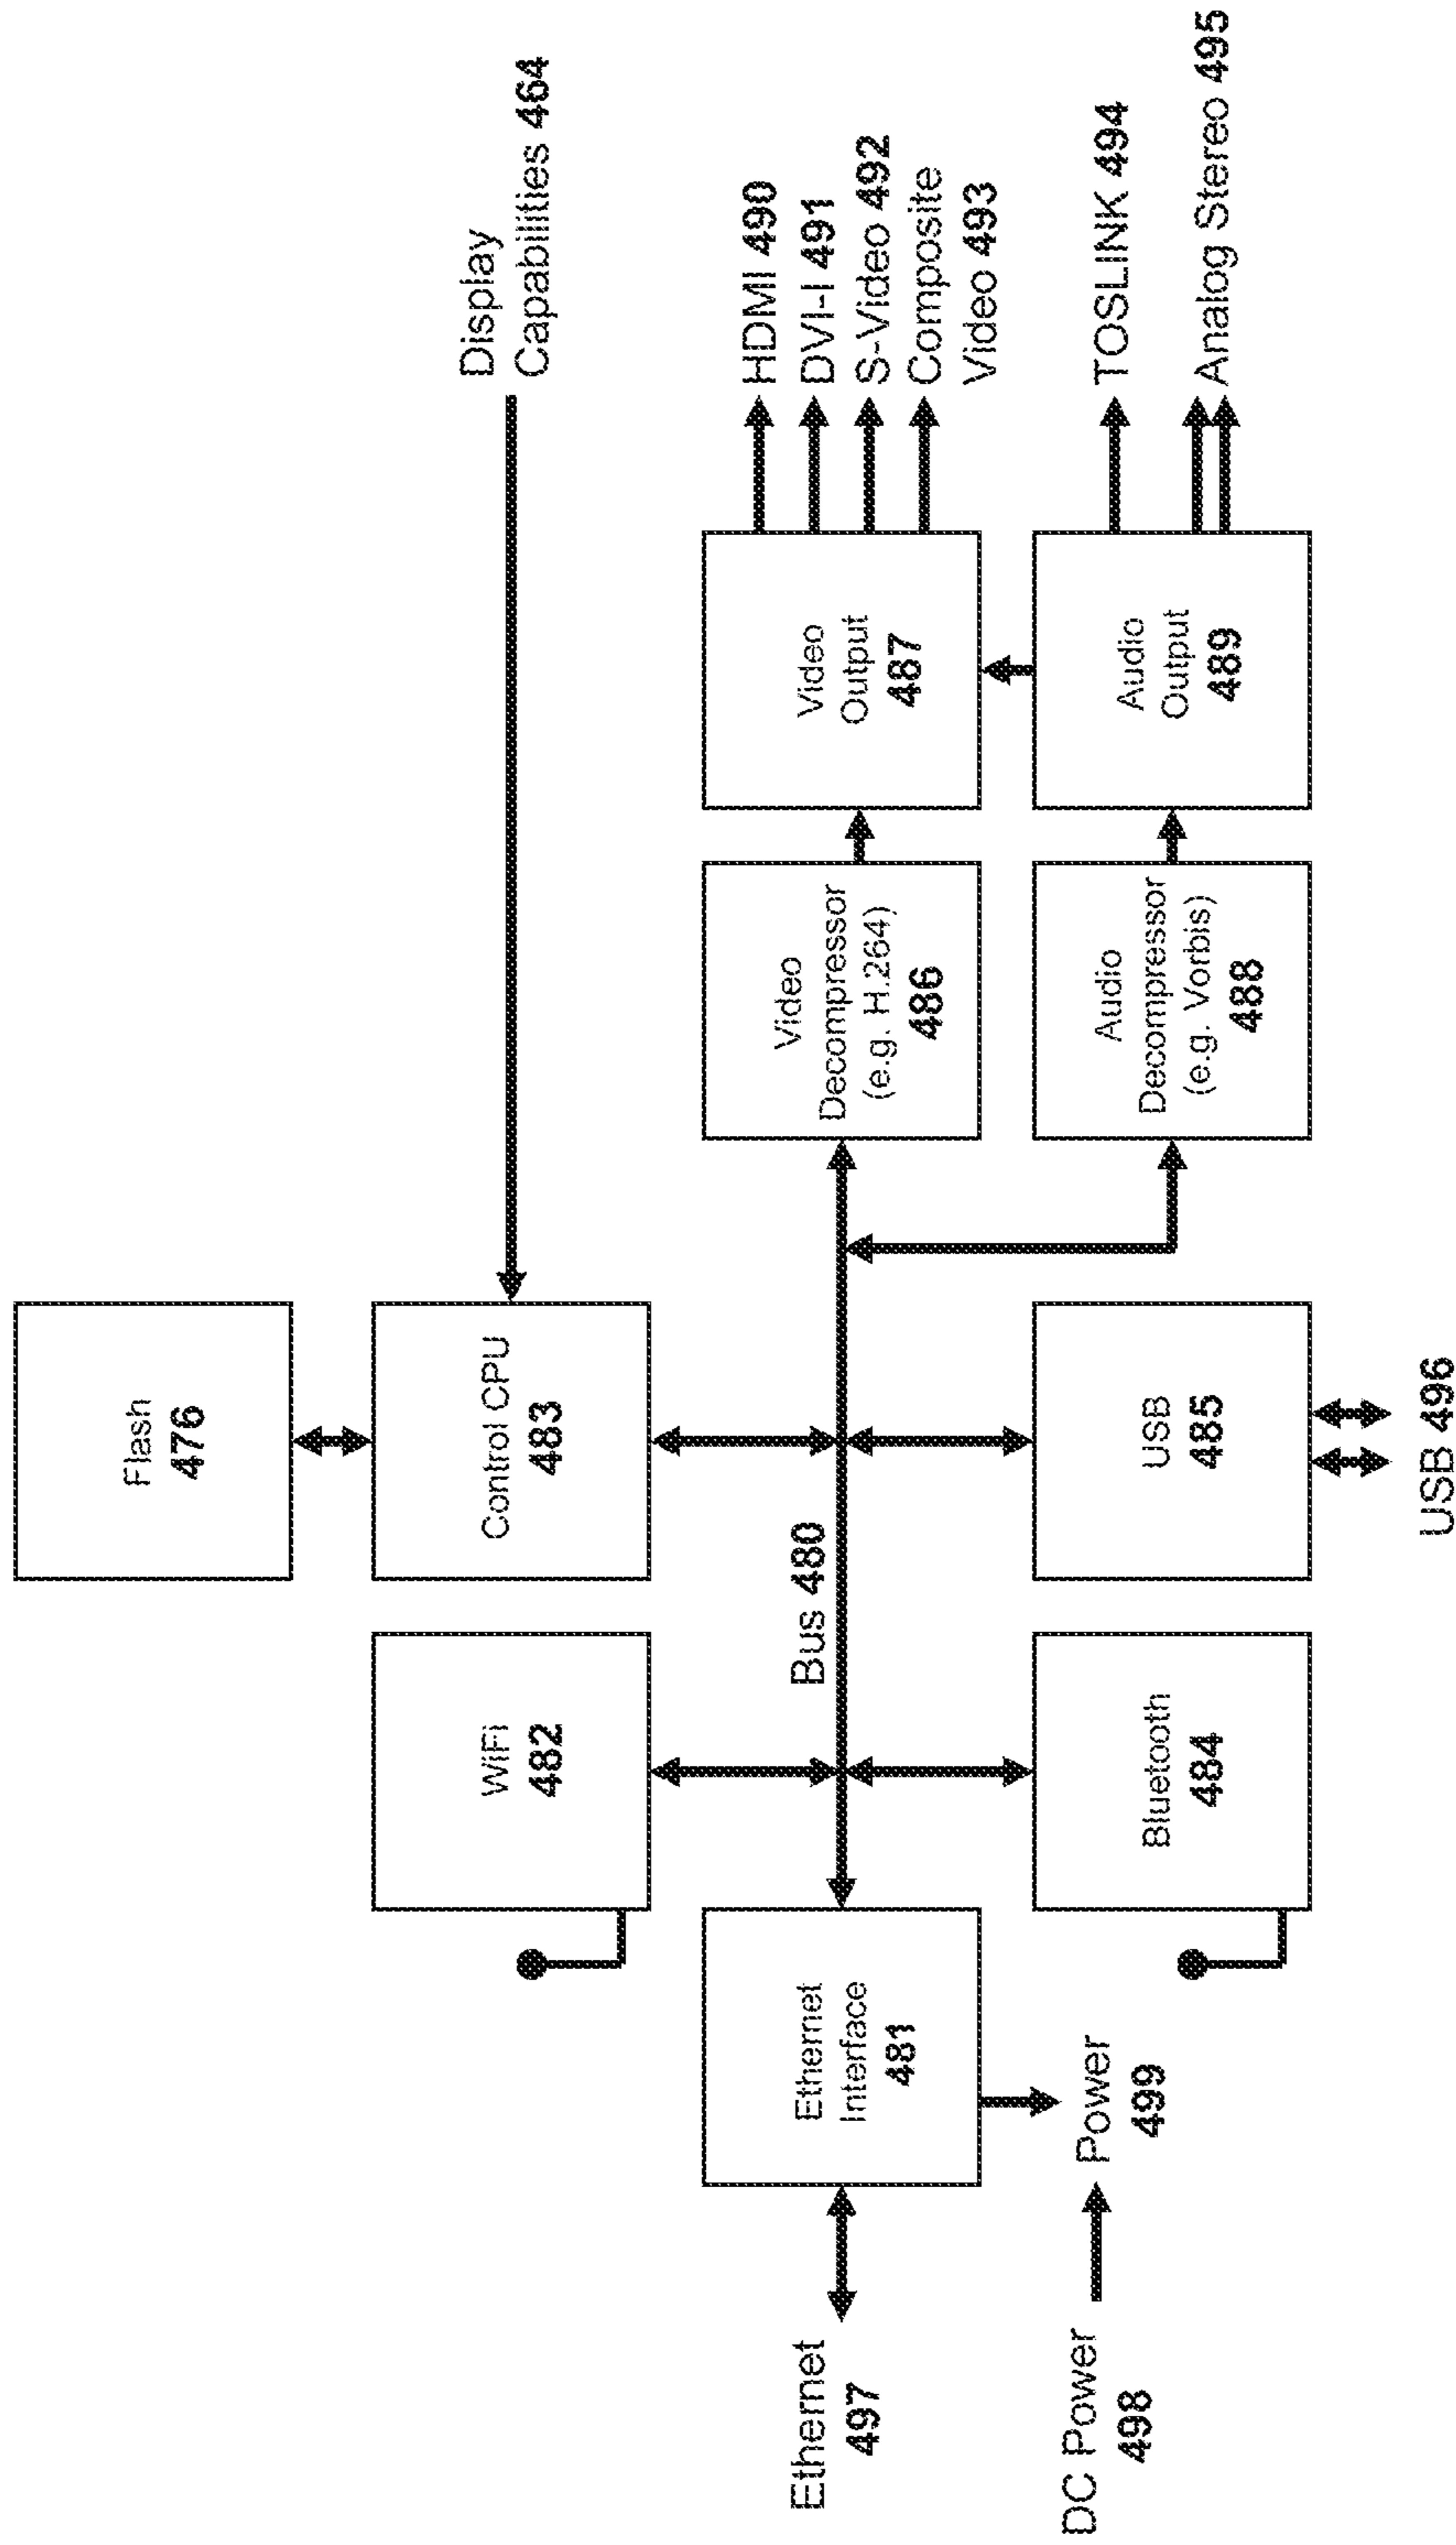 Flash
476
Display
Capabilities 464
WiFi
482
Control CPU
483
Bus 480
Ethernet
497
Ethernet
Interface
481
Video
Decompressor
(e.g. H.264)
486
Video
Output
487
HDMI 490
DVI-I 491
S-Video 492
Composite
Video 493
DC Power
498
Power
499
Bluetooth
484
USB
485
Audio
Decompressor
(e.g. Vorbis)
488
Audio
Output
489
TOSLINK 494
Analog Stereo 495
USB 496